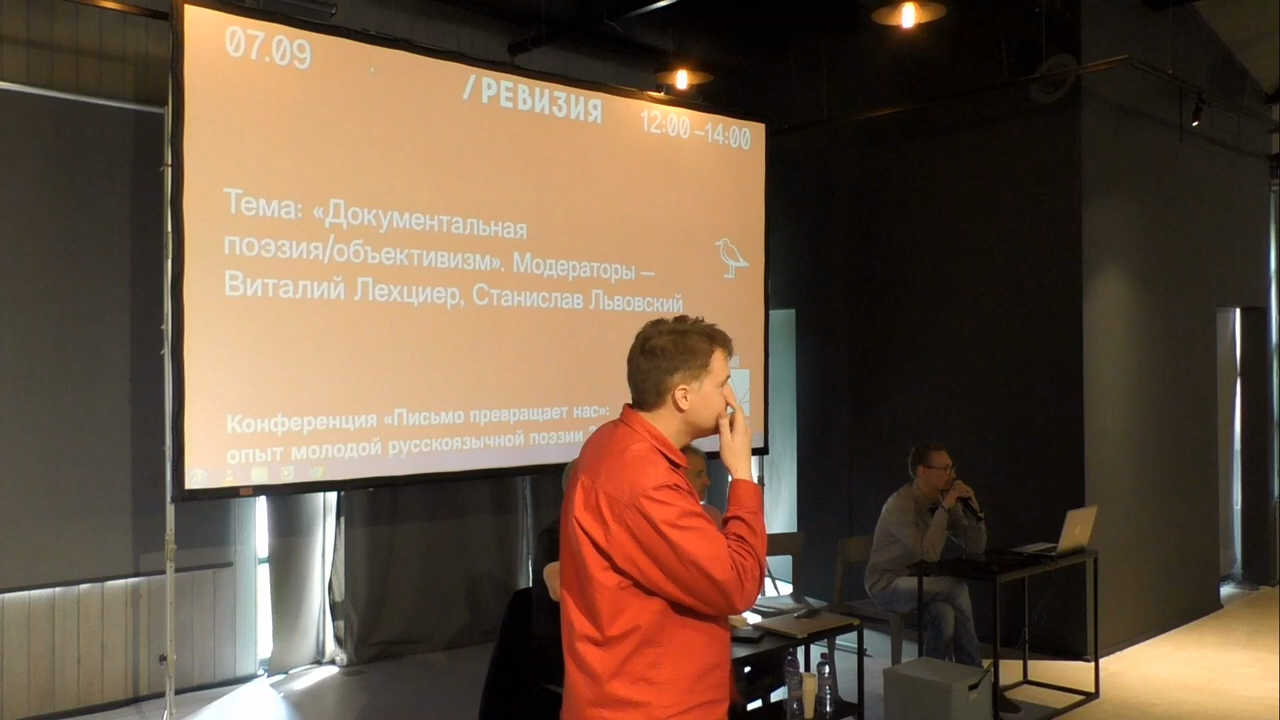 07.09
/РЕВИЗИЯ
12:00–14:00
Тема: «Документальная
поэзия/объективизм». Модераторы —
Виталий Лехциер, Станислав Львовский
Конференция «Письмо превращает нас»:
опыт молодой русскоязычной поэзии